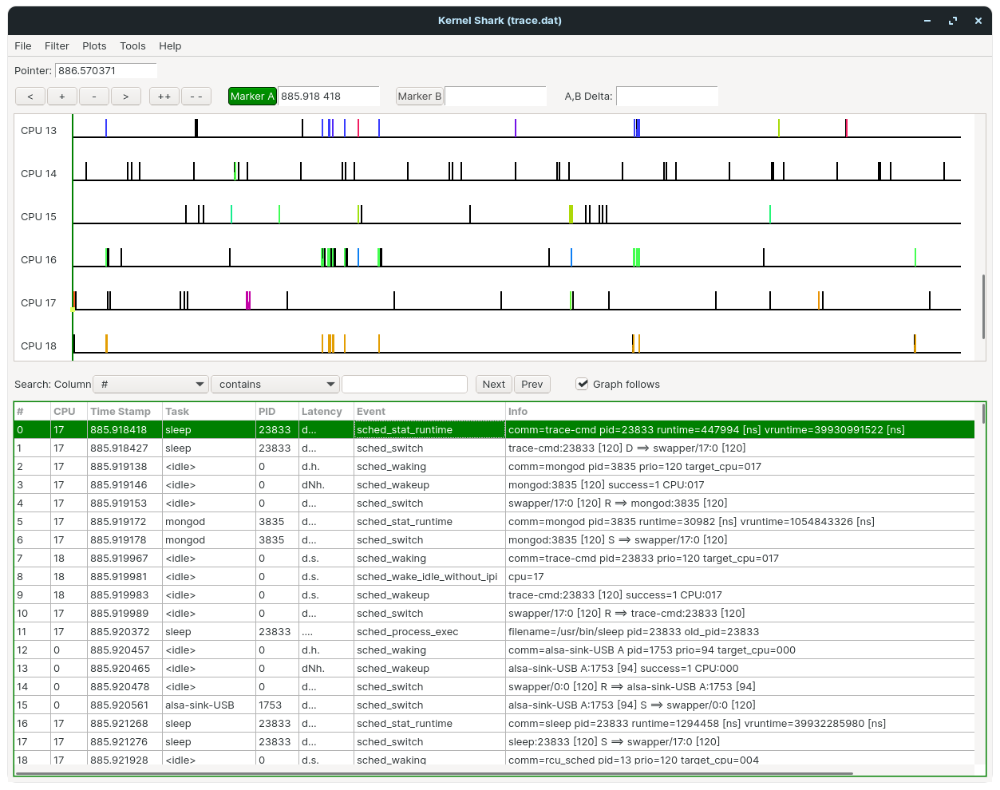 Kernel Shark (trace.dat)
File Filter Plots Tools Help
Pointer: 886.570371
< + - > ++ - - Marker A 885.918 418 Marker B A,B Delta:
CPU 13
CPU 14
CPU 15
CPU 16
CPU 17
CPU 18
Search: Column # contains Next Prev Graph follows
# CPU Time Stamp Task PID Latency Event Info
0 17 885.918418 sleep 23833 d... sched_stat_runtime comm=trace-cmd pid=23833 runtime=447994 [ns] vruntime=39930991522 [ns]
1 17 885.918427 sleep 23833 d... sched_switch trace-cmd:23833 [120] D ==> swapper/17:0 [120]
2 17 885.919138 <idle> 0 d.h. sched_waking comm=mongod pid=3835 prio=120 target_cpu=017
3 17 885.919146 <idle> 0 dNh. sched_wakeup mongod:3835 [120] success=1 CPU:017
4 17 885.919153 <idle> 0 d... sched_switch swapper/17:0 [120] R ==> mongod:3835 [120]
5 17 885.919172 mongod 3835 d... sched_stat_runtime comm=mongod pid=3835 runtime=30982 [ns] vruntime=1054843326 [ns]
6 17 885.919178 mongod 3835 d... sched_switch mongod:3835 [120] S ==> swapper/17:0 [120]
7 18 885.919967 <idle> 0 d.s. sched_waking comm=trace-cmd pid=23833 prio=120 target_cpu=017
8 18 885.919981 <idle> 0 d.s. sched_wake_idle_without_ipi cpu=17
9 18 885.919983 <idle> 0 d.s. sched_wakeup trace-cmd:23833 [120] success=1 CPU:017
10 17 885.919989 <idle> 0 d... sched_switch swapper/17:0 [120] R ==> trace-cmd:23833 [120]
11 17 885.920372 sleep 23833 .... sched_process_exec filename=/usr/bin/sleep pid=23833 old_pid=23833
12 0 885.920457 <idle> 0 d.h. sched_waking comm=alsa-sink-USB A pid=1753 prio=94 target_cpu=000
13 0 885.920465 <idle> 0 dNh. sched_wakeup alsa-sink-USB A:1753 [94] success=1 CPU:000
14 0 885.920478 <idle> 0 d... sched_switch swapper/0:0 [120] R ==> alsa-sink-USB A:1753 [94]
15 0 885.920561 alsa-sink-USB 1753 d... sched_switch alsa-sink-USB A:1753 [94] S ==> swapper/0:0 [120]
16 17 885.921268 sleep 23833 d... sched_stat_runtime comm=sleep pid=23833 runtime=1294458 [ns] vruntime=39932285980 [ns]
17 17 885.921276 sleep 23833 d... sched_switch sleep:23833 [120] S ==> swapper/17:0 [120]
18 17 885.921928 <idle> 0 d.s. sched_waking comm=rcu_sched pid=13 prio=120 target_cpu=004